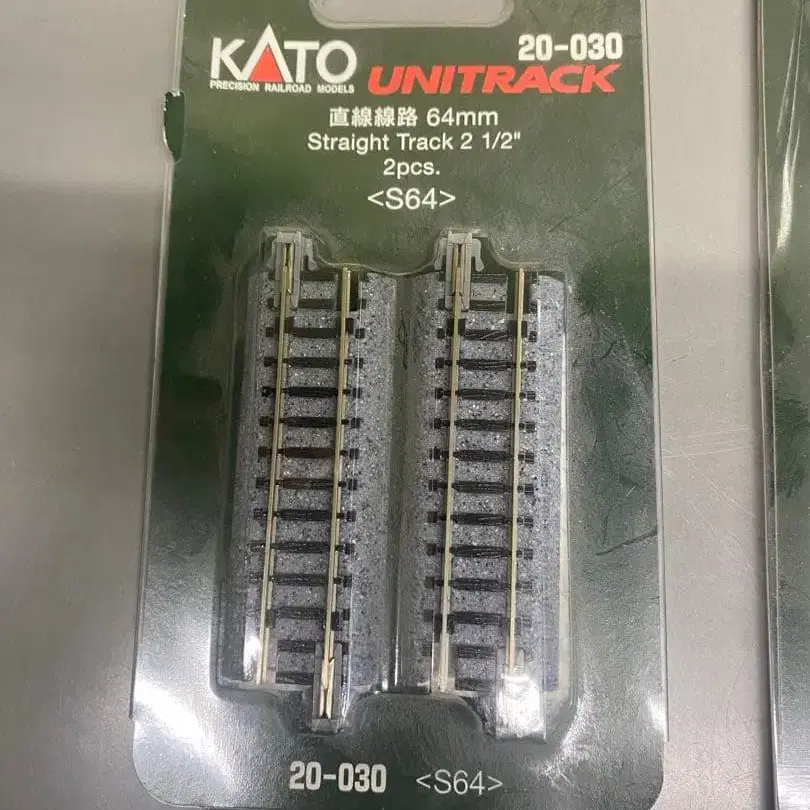 KATO
PRECISION RAILROAD MODELS
20-030
UNITRACK
直線線路 64mm
Straight Track 2 1/2"
2pcs.
<S64>
20-030 <S64>